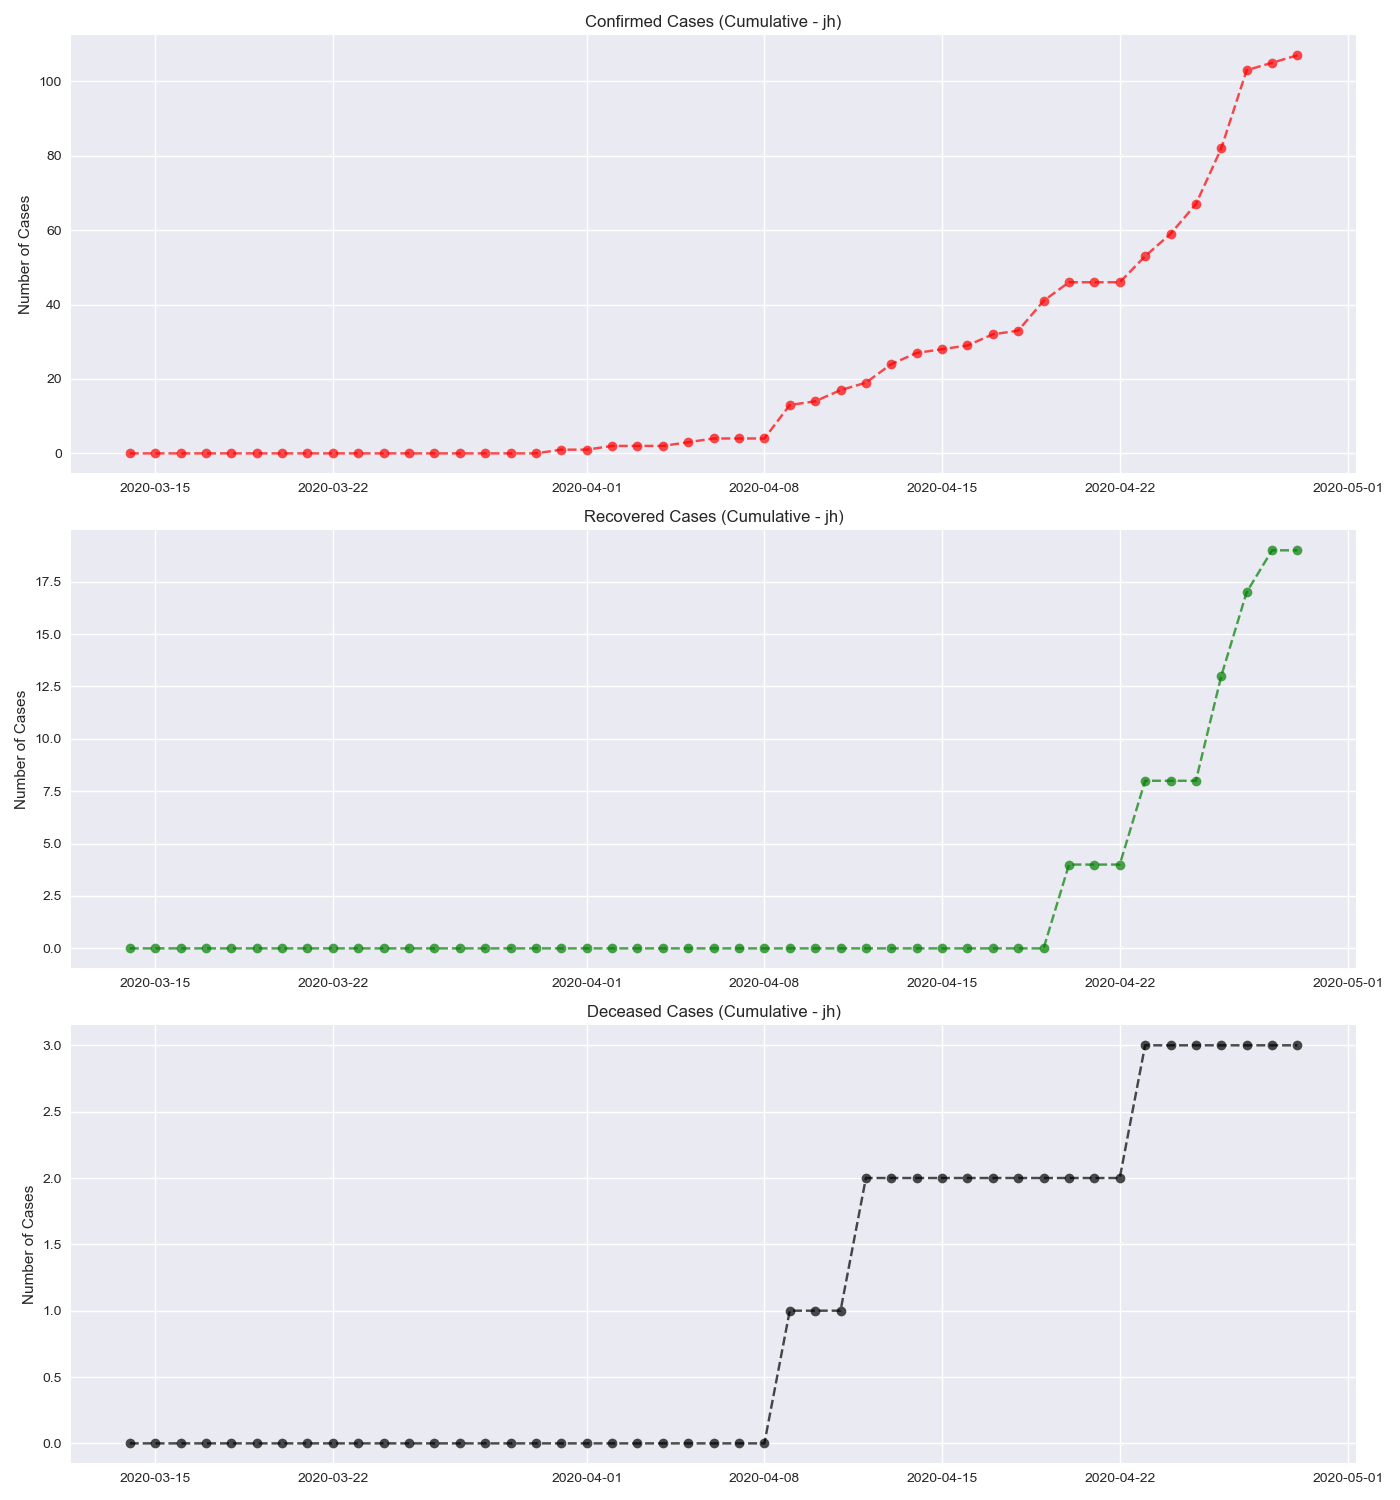 Confirmed Cases (Cumulative - jh)
Number of Cases
100
80
60
40
20
0
2020-03-15 2020-03-22 2020-04-01 2020-04-08 2020-04-15 2020-04-22 2020-05-01
Recovered Cases (Cumulative - jh)
Number of Cases
17.5
15.0
12.5
10.0
7.5
5.0
2.5
0.0
2020-03-15 2020-03-22 2020-04-01 2020-04-08 2020-04-15 2020-04-22 2020-05-01
Deceased Cases (Cumulative - jh)
Number of Cases
3.0
2.5
2.0
1.5
1.0
0.5
0.0
2020-03-15 2020-03-22 2020-04-01 2020-04-08 2020-04-15 2020-04-22 2020-05-01